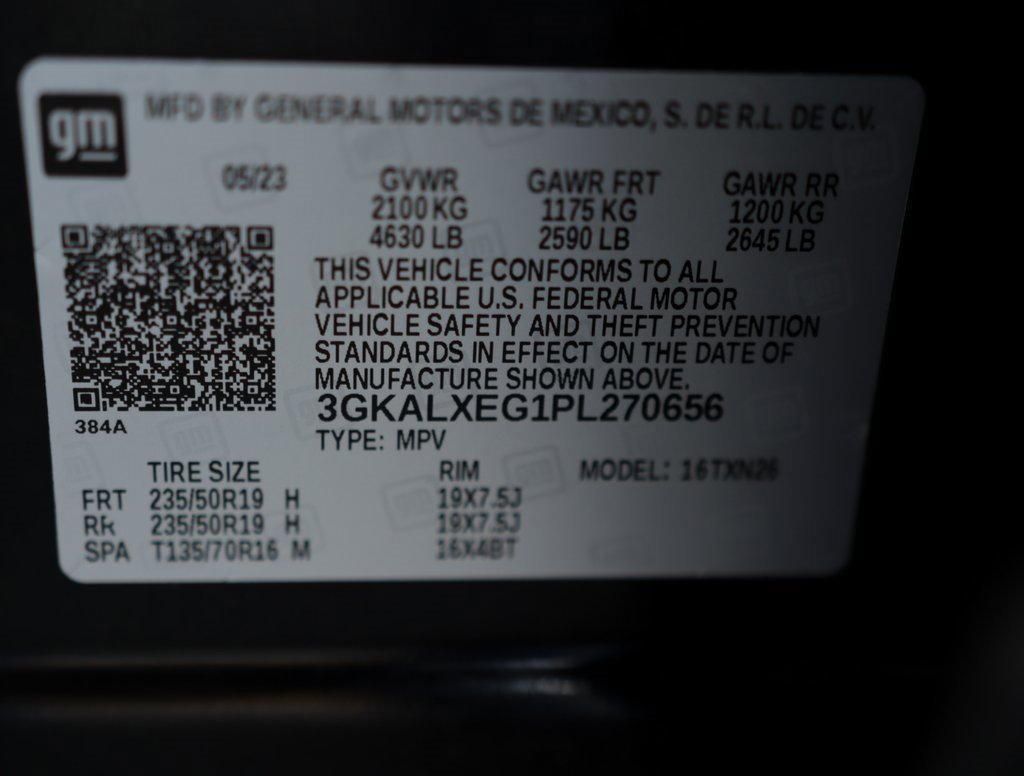 gm
MFD BY GENERAL MOTORS DE MEXICO, S. DE R.L. DE C.V.
05/23 GVWR GAWR FRT GAWR RR
2100 KG 1175 KG 1200 KG
4630 LB 2590 LB 2645 LB
THIS VEHICLE CONFORMS TO ALL
APPLICABLE U.S. FEDERAL MOTOR
VEHICLE SAFETY AND THEFT PREVENTION
STANDARDS IN EFFECT ON THE DATE OF
MANUFACTURE SHOWN ABOVE.
3GKALXEG1PL270656
384A
TYPE: MPV
TIRE SIZE RIM MODEL: 16TXN26
FRT 235/50R19 H 19X7.5J
RR 235/50R19 H 19X7.5J
SPA T135/70R16 M 16X4BT